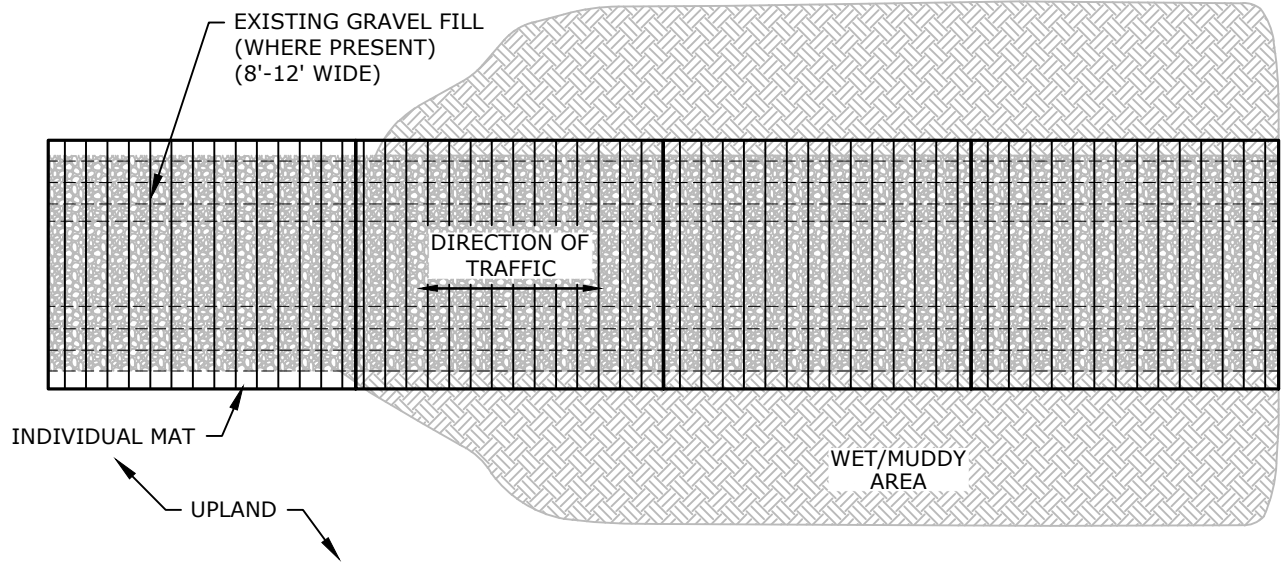 EXISTING GRAVEL FILL
(WHERE PRESENT)
(8'-12' WIDE)
DIRECTION OF
TRAFFIC
INDIVIDUAL MAT
WET/MUDDY
AREA
UPLAND